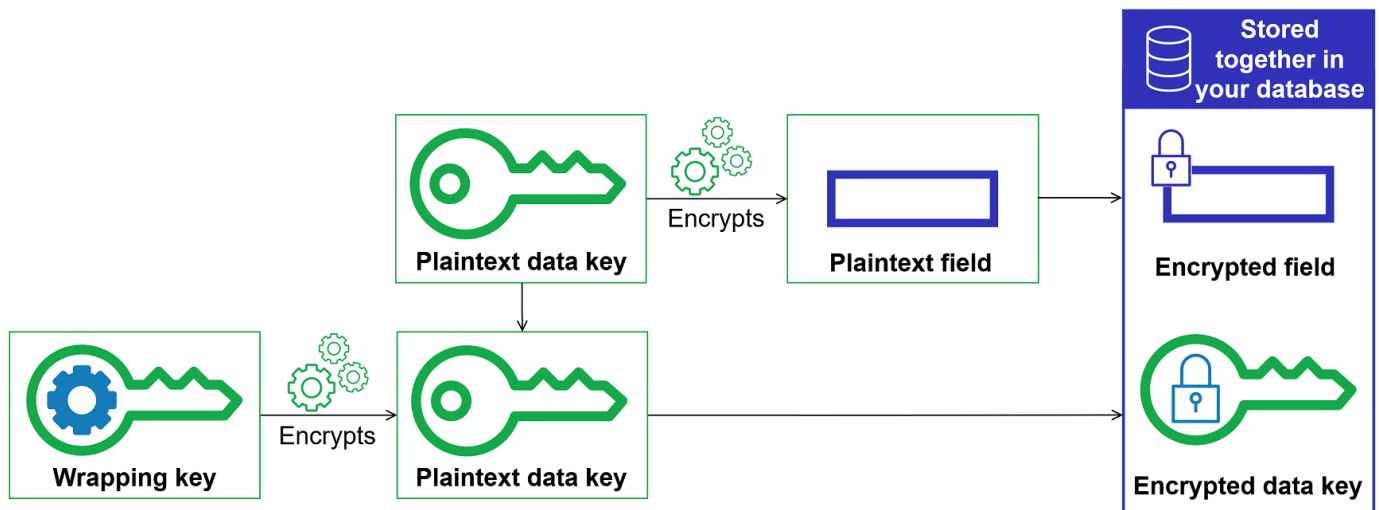 Stored
together in
your database
Encrypts
Plaintext data key
Plaintext field
Encrypted field
Encrypts
Wrapping key
Plaintext data key
Encrypted data key